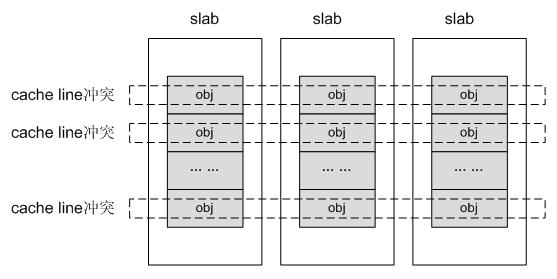 slab slab slab
cache line冲突 obj obj obj
cache line冲突 obj obj obj
... ... ... ... ... ...
cache line冲突 obj obj obj